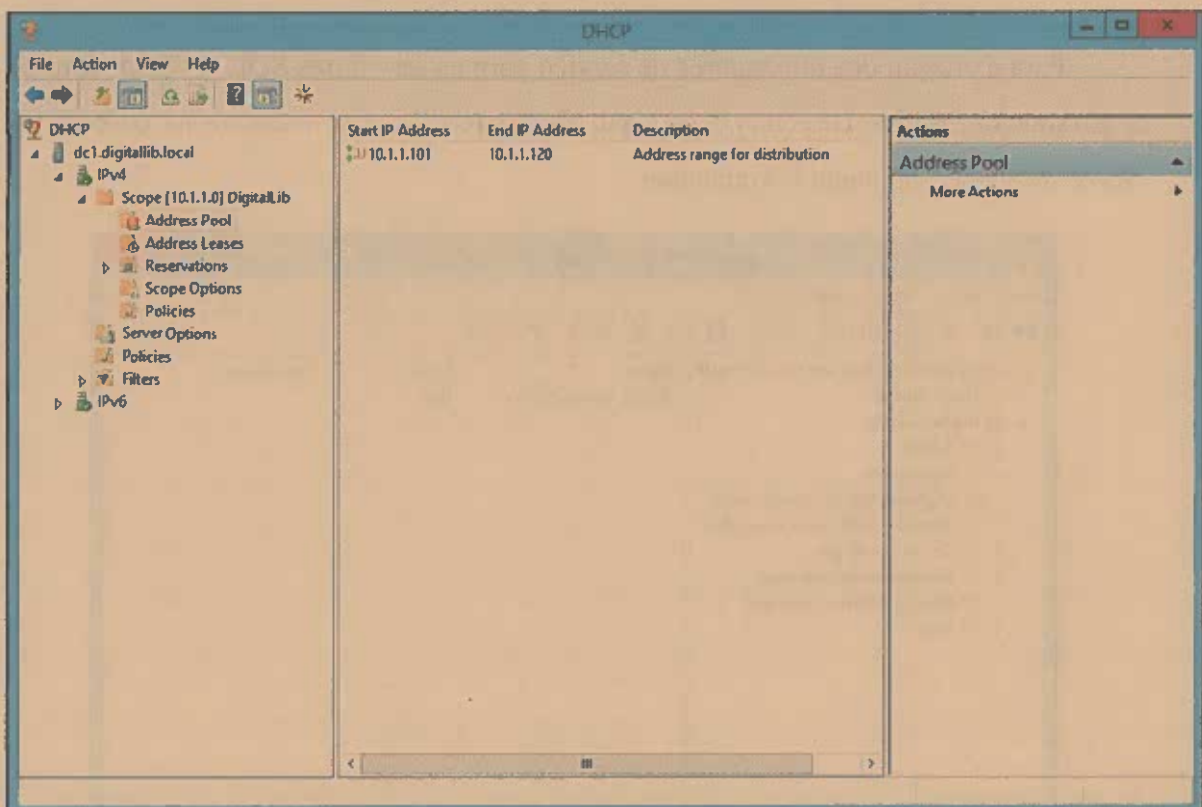 DHCP
File Action View Help
DHCP
dc1.digitallib.local
IPv4
Scope [10.1.1.0] DigitalLib
Address Pool
Address Leases
Reservations
Scope Options
Policies
Server Options
Policies
Filters
IPv6
Start IP Address End IP Address Description
10.1.1.101 10.1.1.120 Address range for distribution
Actions
Address Pool
More Actions